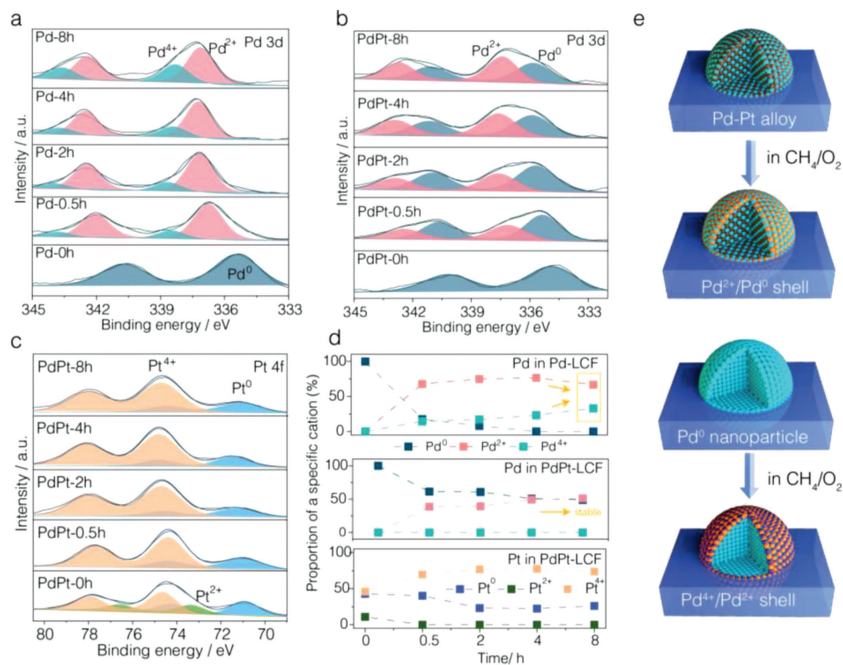 a
Pd-8h
Pd⁴⁺
Pd²⁺
Pd 3d
Pd-4h
Pd-2h
Pd-0.5h
Pd-0h
Pd⁰
Intensity / a.u.
345 342 339 336 333
Binding energy / eV
b
PdPt-8h
Pd²⁺
Pd⁰
Pd 3d
PdPt-4h
PdPt-2h
PdPt-0.5h
PdPt-0h
Intensity / a.u.
345 342 339 336 333
Binding energy / eV
c
PdPt-8h
Pt⁴⁺
Pt⁰
Pt 4f
PdPt-4h
PdPt-2h
PdPt-0.5h
PdPt-0h
Pt²⁺
Intensity / a.u.
80 78 76 74 72 70
Binding energy / eV
d
Proportion of a specific cation (%)
100
50
0
Pd in Pd-LCF
Pd⁰ Pd²⁺ Pd⁴⁺
100
50
0
Pd in PdPt-LCF
stable
100
50
0
Pt in PdPt-LCF
Pt⁰ Pt²⁺ Pt⁴⁺
0 0.5 2 4 8
Time/ h
e
Pd-Pt alloy
in CH₄/O₂
Pd²⁺/Pd⁰ shell
Pd⁰ nanoparticle
in CH₄/O₂
Pd⁴⁺/Pd²⁺ shell